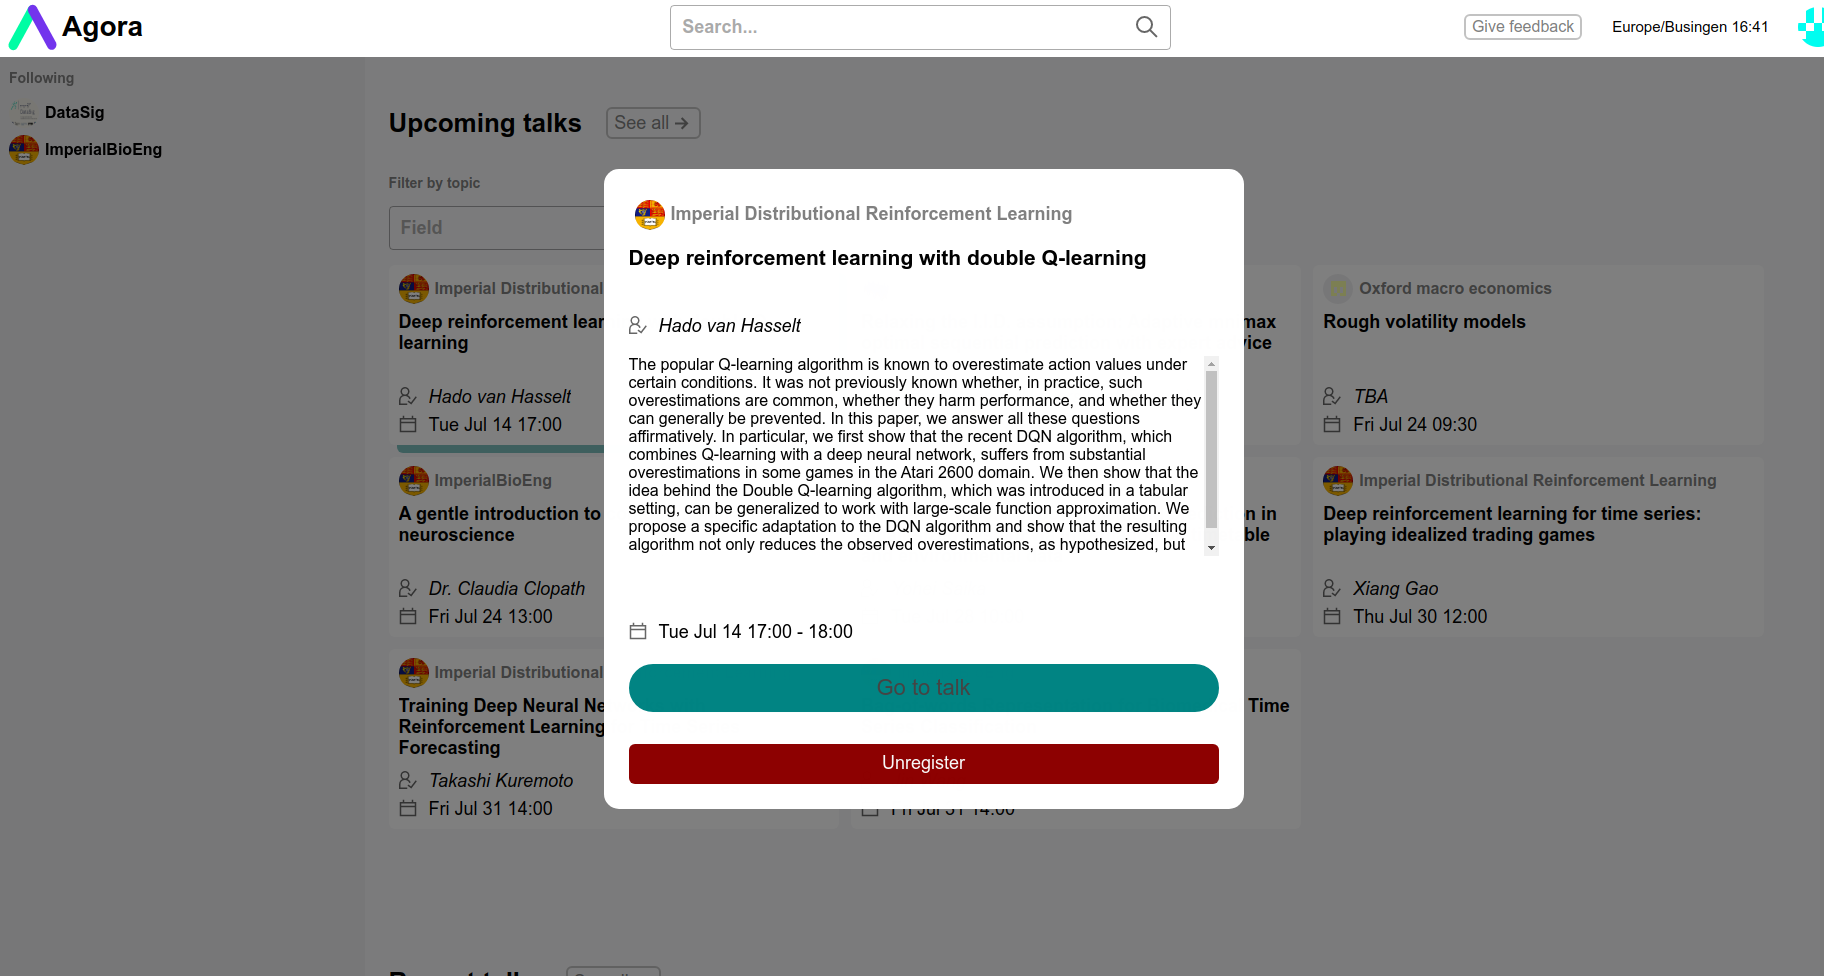 Agora
Search...
Give feedback
Europe/Busingen 16:41
Following
DataSig
ImperialBioEng
Upcoming talks
See all →
Filter by topic
Field
Imperial Distributional
Deep reinforcement lear
learning
Hado van Hasselt
Tue Jul 14 17:00
max
vice
Oxford macro economics
Rough volatility models
TBA
Fri Jul 24 09:30
ImperialBioEng
A gentle introduction to
neuroscience
Dr. Claudia Clopath
Fri Jul 24 13:00
n in
ble
Imperial Distributional Reinforcement Learning
Deep reinforcement learning for time series:
playing idealized trading games
Xiang Gao
Thu Jul 30 12:00
Imperial Distributional
Training Deep Neural Ne
Reinforcement Learning
Forecasting
Takashi Kuremoto
Fri Jul 31 14:00
Time
Fri Jul 31 14:00
Imperial Distributional Reinforcement Learning
Deep reinforcement learning with double Q-learning
Hado van Hasselt
The popular Q-learning algorithm is known to overestimate action values under
certain conditions. It was not previously known whether, in practice, such
overestimations are common, whether they harm performance, and whether they
can generally be prevented. In this paper, we answer all these questions
affirmatively. In particular, we first show that the recent DQN algorithm, which
combines Q-learning with a deep neural network, suffers from substantial
overestimations in some games in the Atari 2600 domain. We then show that the
idea behind the Double Q-learning algorithm, which was introduced in a tabular
setting, can be generalized to work with large-scale function approximation. We
propose a specific adaptation to the DQN algorithm and show that the resulting
algorithm not only reduces the observed overestimations, as hypothesized, but
Tue Jul 14 17:00 - 18:00
Go to talk
Unregister